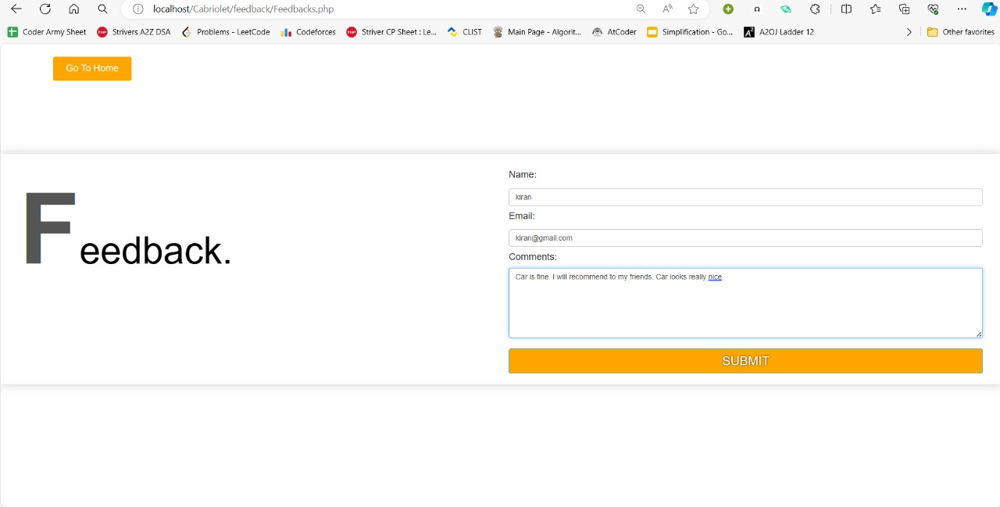 localhost/Cabriolet/feedback/Feedbacks.php
Coder Army Sheet Strivers A2Z DSA Problems - LeetCode Codeforces Striver CP Sheet : Le... CLIST Main Page - Algorit... AtCoder Simplification - Go... A2OJ Ladder 12 Other favorites
Go To Home
Feedback.
Name:
kiran
Email:
kiran@gmail.com
Comments:
Car is fine. I will recommend to my friends. Car looks really nice.
SUBMIT